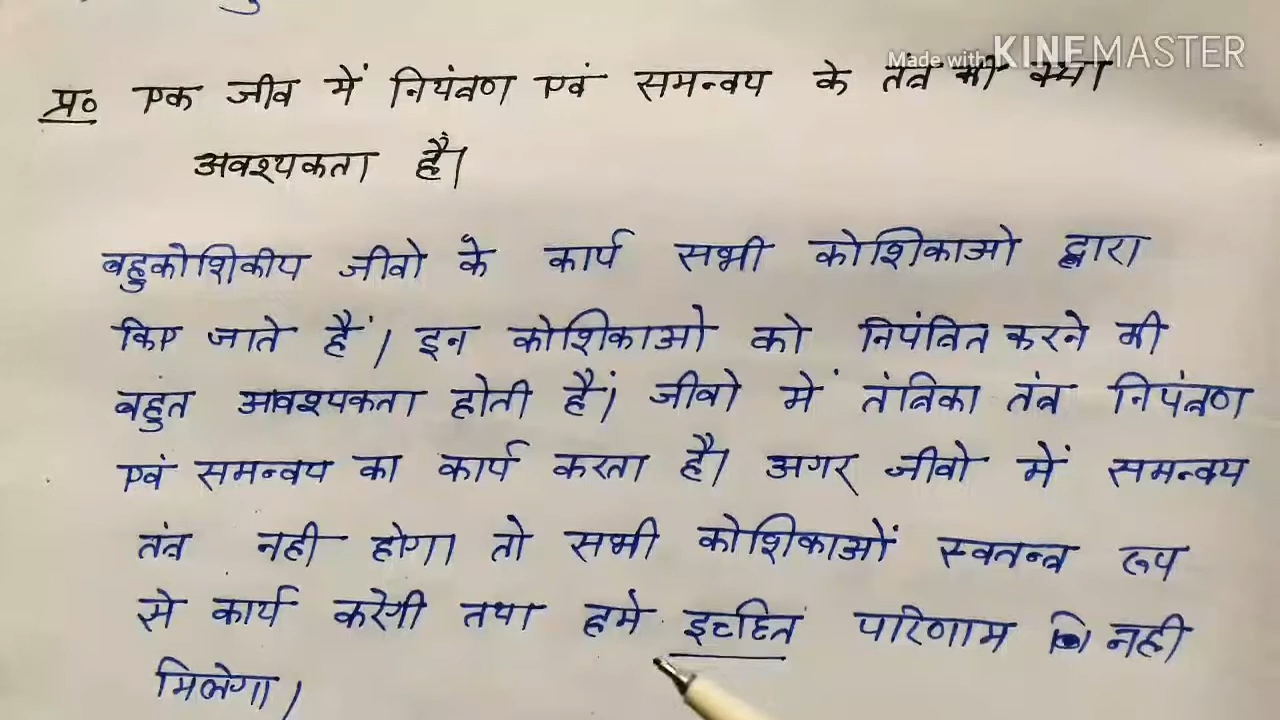 Made with KINEMASTER
प्र० एक जीव में नियंत्रण एवं समन्वय के तंत्र की क्या
अवश्यकता है।
बहुकोशिकीय जीवो के कार्य सभी कोशिकाओ द्वारा
किए जाते हैं। इन कोशिकाओ को नियंत्रित करने की
बहुत आवश्यकता होती हैं। जीवो में तंत्रिका तंत्र नियंत्रण
एवं समन्वय का कार्य करता है। अगर जीवो में समन्वय
तंत्र नही होगा तो सभी कोशिकाओं स्वतन्त्र रूप
से कार्य करेगी तथा हमे इच्छित परिणाम नही
मिलेगा।